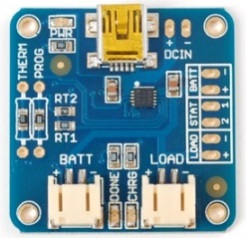 PWR
+ -
DCIN
THERM
PROG
RT2
RT1
BATT
- +
STAT
1 2
LOAD
- +
BATT
+ -
LOAD
+ -
DONE
CHRG